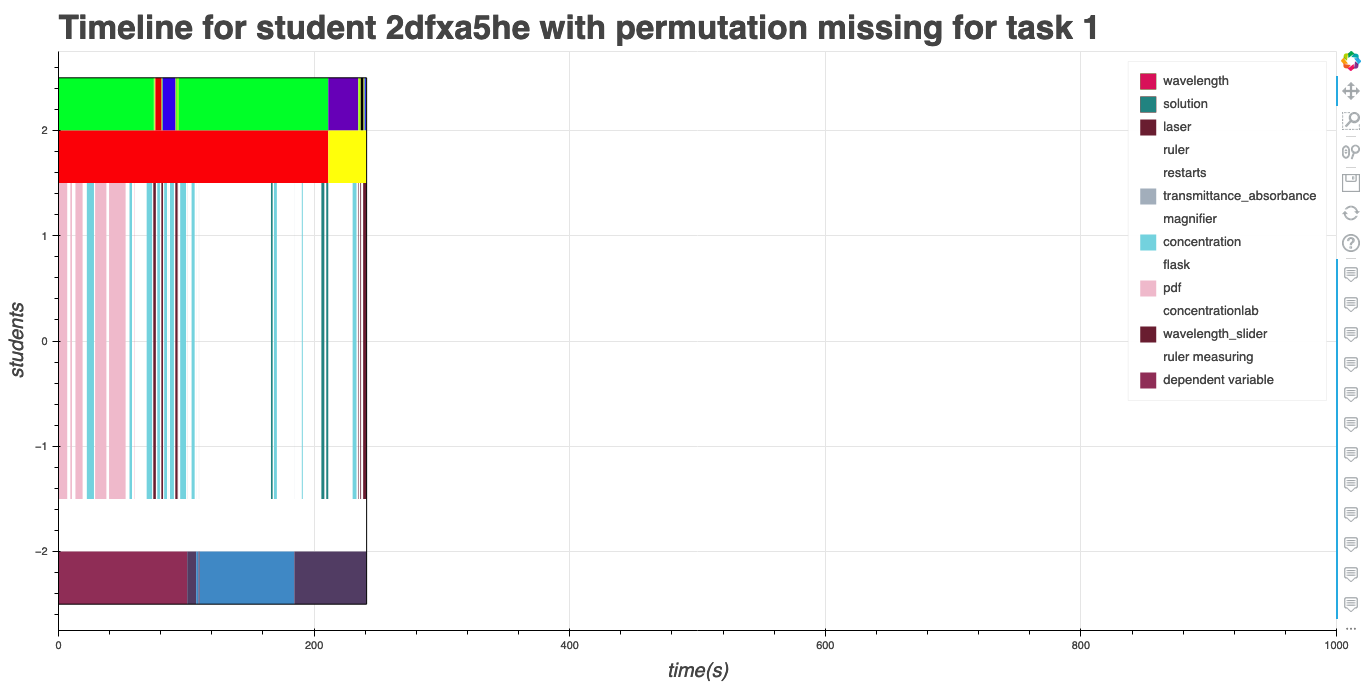 Timeline for student 2dfxa5he with permutation missing for task 1
wavelength
solution
laser
ruler
restarts
transmittance_absorbance
magnifier
concentration
flask
pdf
concentrationlab
wavelength_slider
ruler measuring
dependent variable
students
2
1
0
−1
−2
0 200 400 600 800 1000
time(s)